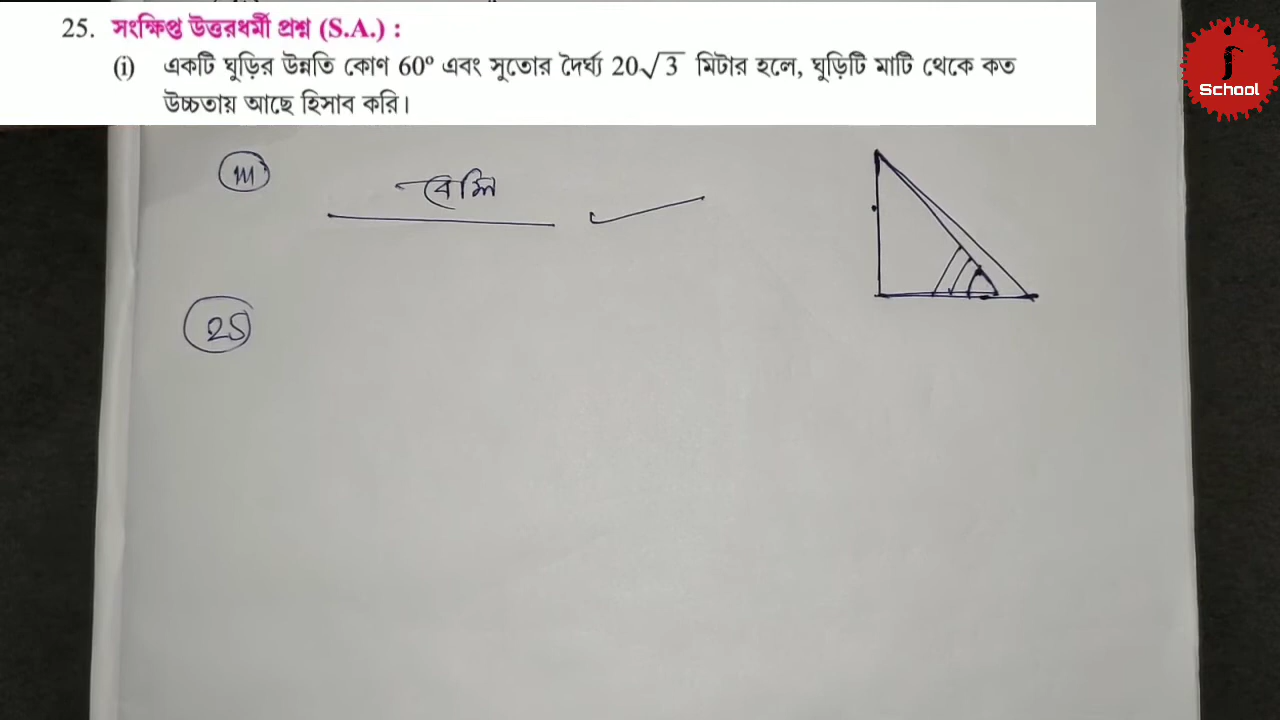 25. সংক্ষিপ্ত উত্তরধর্মী প্রশ্ন (S.A.) :
(i) একটি ঘুড়ির উন্নতি কোণ 60° এবং সুতোর দৈর্ঘ্য 20√3 মিটার হলে, ঘুড়িটি মাটি থেকে কত
উচ্চতায় আছে হিসাব করি।
School
বেশি
25